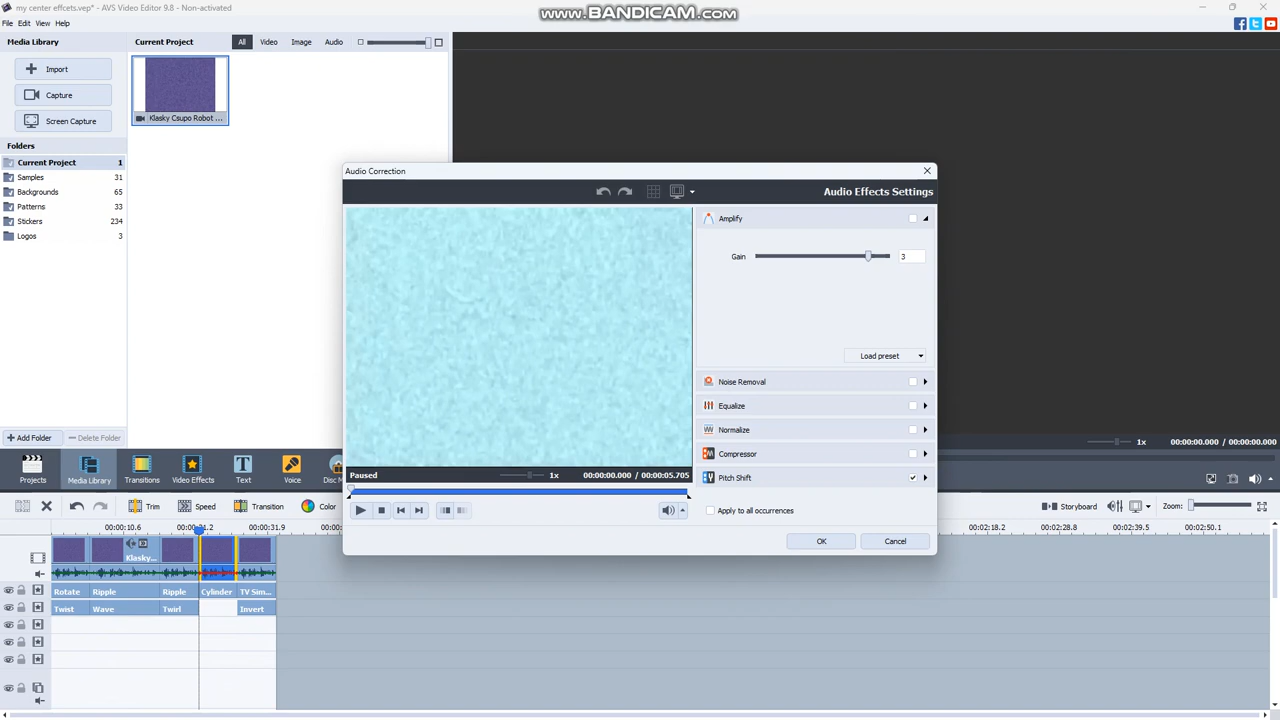 my center effcets.vep* - AVS Video Editor 9.8 - Non-activated
www.BANDICAM.com
File Edit View Help
Media Library
Current Project
All Video Image Audio
Import
Capture
Screen Capture
Klasky Csupo Robot ...
Folders
Current Project 1
Samples 31
Backgrounds 65
Patterns 33
Stickers 234
Logos 3
Audio Correction
Audio Effects Settings
Amplify
Gain 3
Load preset
Noise Removal
Equalize
Normalize
Compressor
Pitch Shift
Paused 1x 00:00:00.000 / 00:00:05.705
Apply to all occurrences
OK Cancel
Add Folder Delete Folder
1x 00:00:00.000 / 00:00:00.000
Projects Media Library Transitions Video Effects Text Voice
Trim Speed Transition Color
Storyboard Zoom:
00:00:10.6 00:00:31.9
00:02:18.2 00:02:28.8 00:02:39.5 00:02:50.1
Klasky...
Rotate Ripple Ripple Cylinder TV Sim...
Twist Wave Twirl Invert